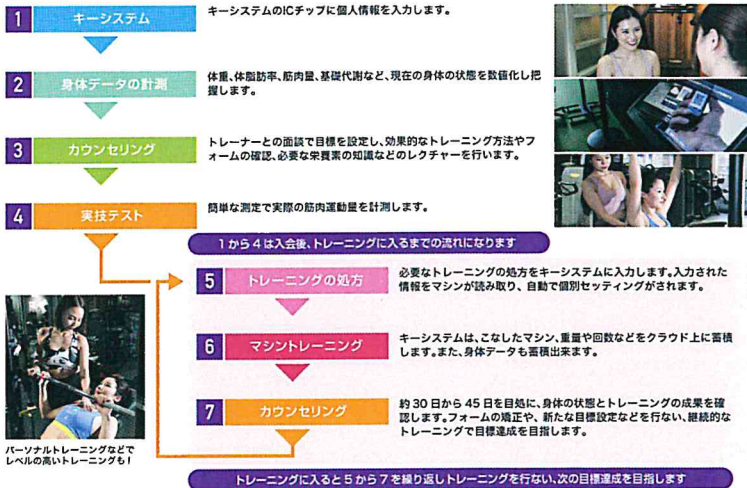 1 キーシステム
キーシステムのICチップに個人情報を入力します。
2 身体データの計測
体重、体脂肪率、筋肉量、基礎代謝など、現在の身体の状態を数値化し把
握します。
3 カウンセリング
トレーナーとの面談で目標を設定し、効果的なトレーニング方法やフ
ォームの確認、必要な栄養素の知識などのレクチャーを行います。
4 実技テスト
簡単な測定で実際の筋肉運動量を計測します。
1から4は入会後、トレーニングに入るまでの流れになります
5 トレーニングの処方
必要なトレーニングの処方をキーシステムに入力します。入力された
情報をマシンが読み取り、自動で個別セッティングがされます。
6 マシントレーニング
キーシステムは、こなしたマシン、重量や回数などをクラウド上に蓄積
します。また、身体データも蓄積出来ます。
7 カウンセリング
約30日から45日を目処に、身体の状態とトレーニングの成果を確
認します。フォームの矯正や、新たな目標設定などを行ない、継続的な
トレーニングで目標達成を目指します。
パーソナルトレーニングなどで
レベルの高いトレーニングも!
トレーニングに入ると5から7を繰り返しトレーニングを行ない、次の目標達成を目指します